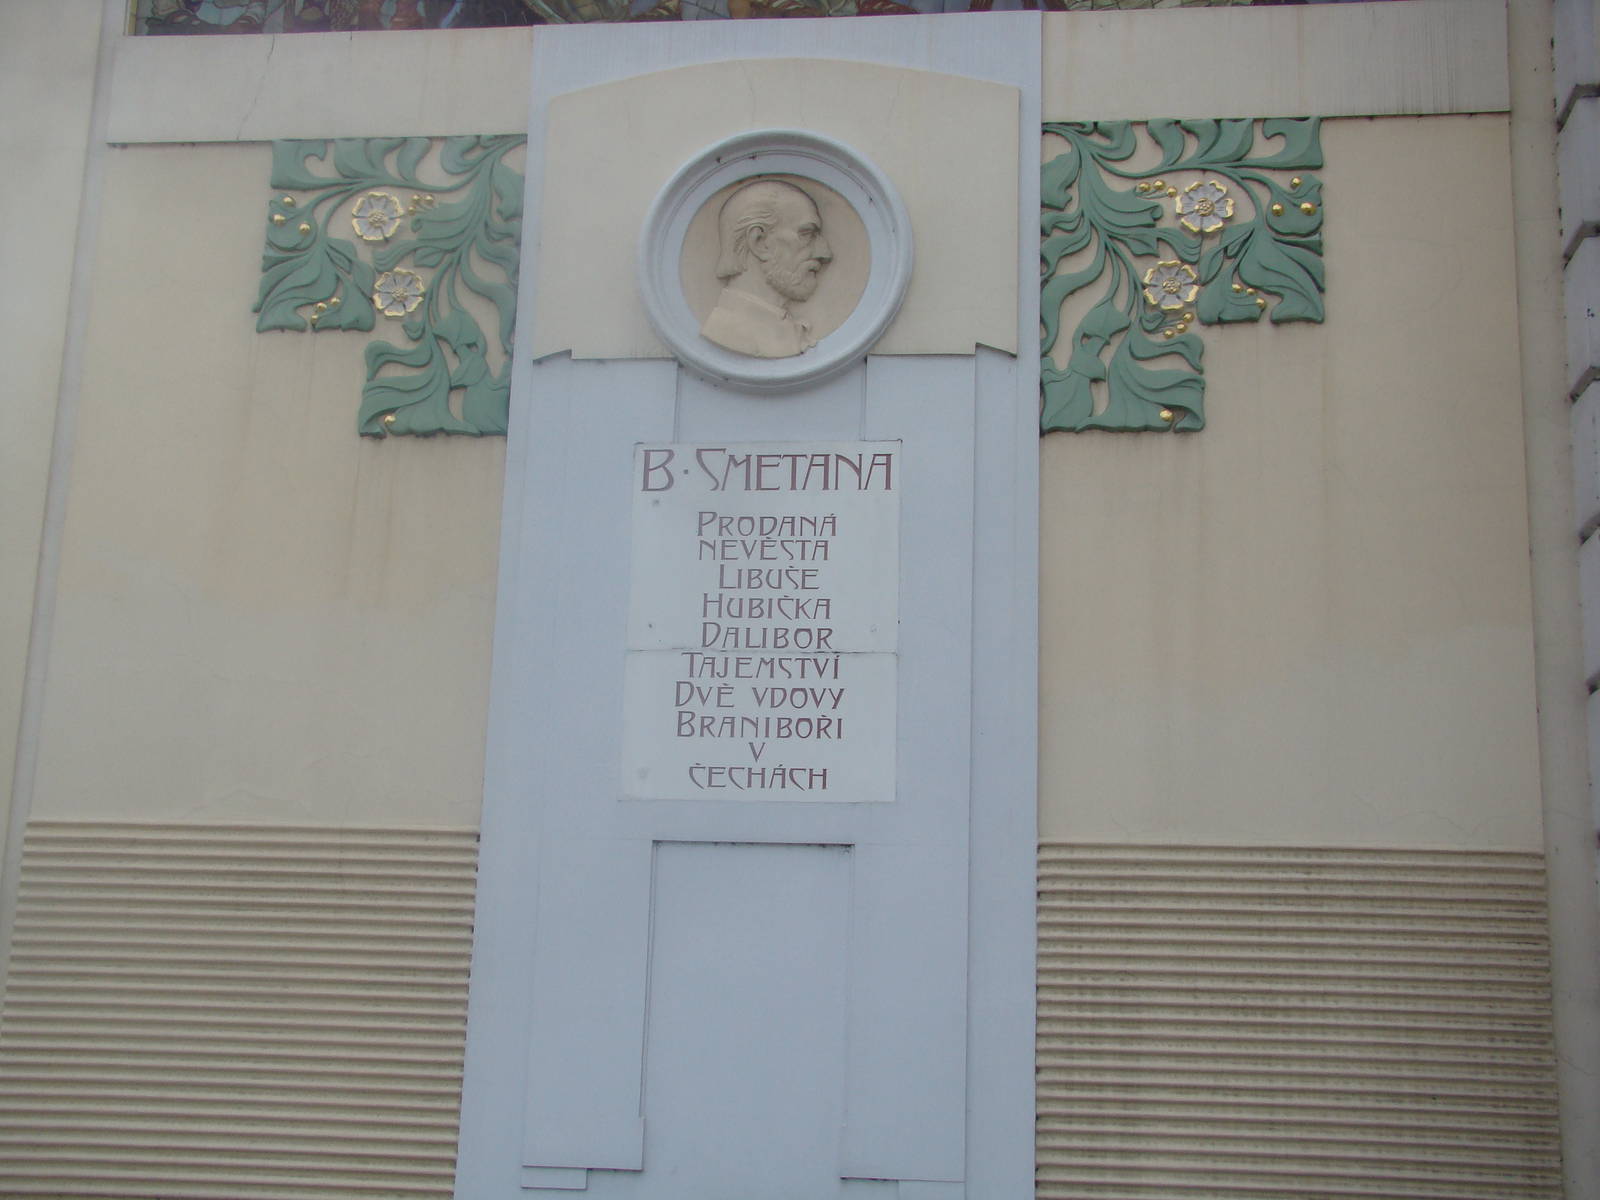 B. SMETANA
PRODANÁ
NEVĚSTA
LIBUŠE
HUBIČKA
DALIBOR
TAJEMSTVÍ
DVĚ VDOVY
BRANIBOŘI
V
ČECHÁCH